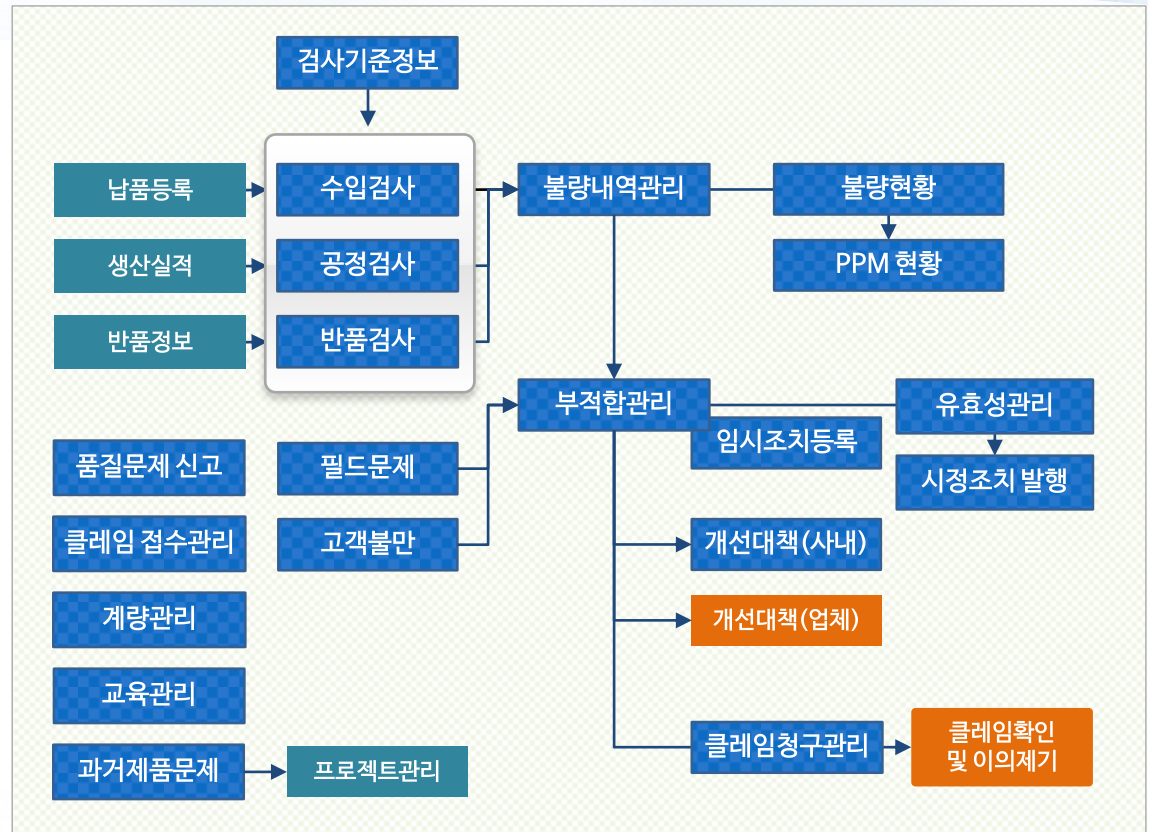 검사기준정보
납품등록
수입검사
불량내역관리
불량현황
생산실적
공정검사
PPM 현황
반품정보
반품검사
부적합관리
유효성관리
임시조치등록
품질문제 신고
필드문제
시정조치 발행
클레임 접수관리
고객불만
개선대책(사내)
계량관리
개선대책(업체)
교육관리
클레임청구관리
클레임확인
및 이의제기
과거제품문제
프로젝트관리